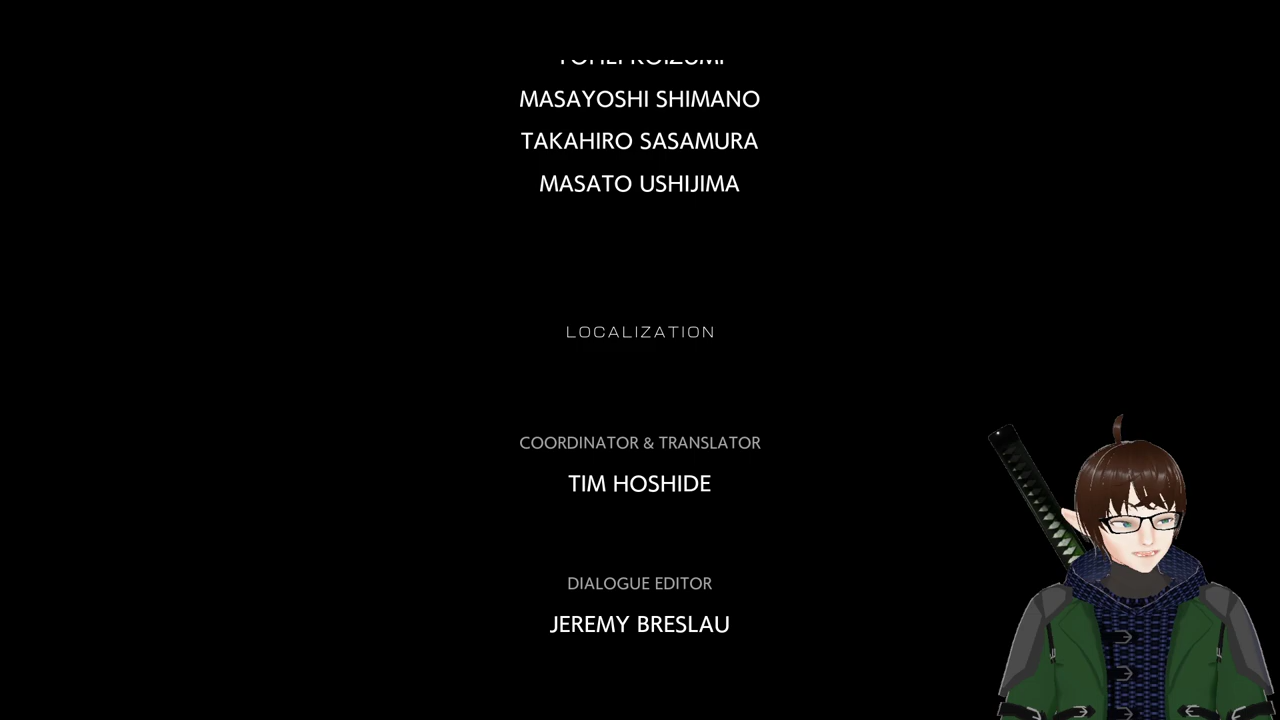 MASAYOSHI SHIMANO
TAKAHIRO SASAMURA
MASATO USHIJIMA
LOCALIZATION
COORDINATOR & TRANSLATOR
TIM HOSHIDE
DIALOGUE EDITOR
JEREMY BRESLAU